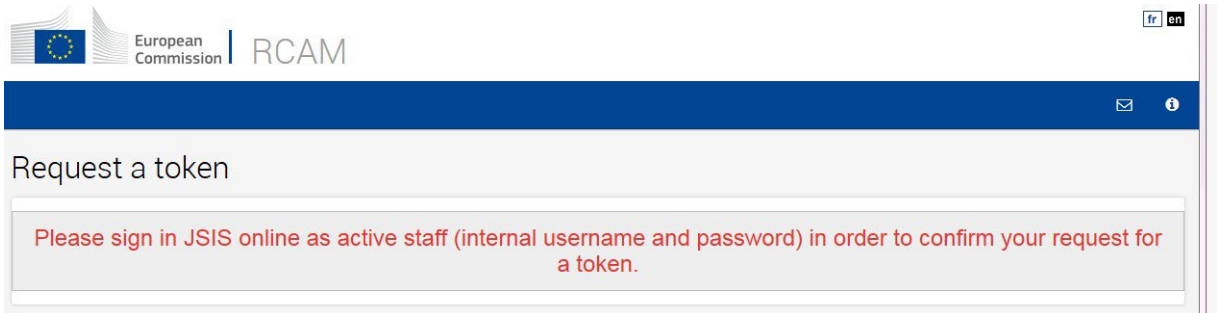 fr en
European
Commission
RCAM
Request a token
Please sign in JSIS online as active staff (internal username and password) in order to confirm your request for
a token.